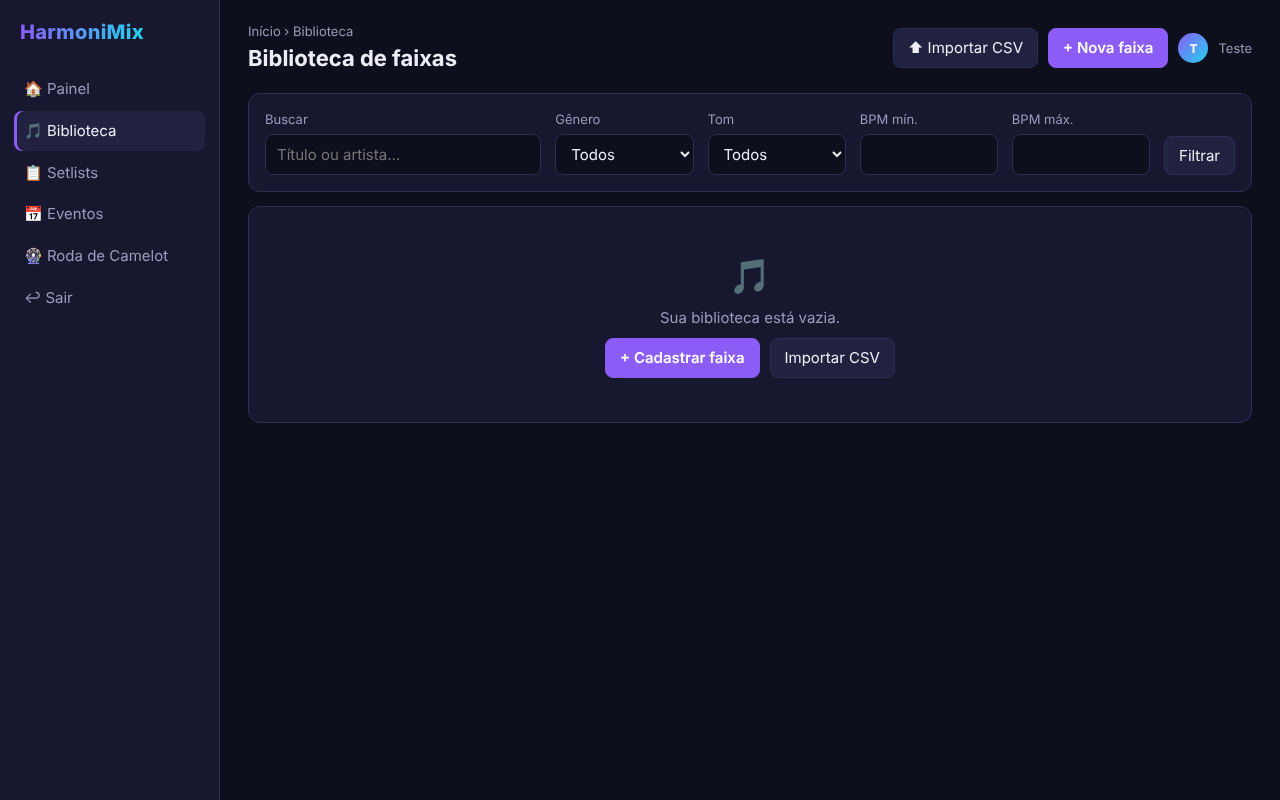 HarmoniMix
Painel
Biblioteca
Setlists
Eventos
Roda de Camelot
Sair
Início › Biblioteca
Biblioteca de faixas
Importar CSV
+ Nova faixa
T
Teste
Buscar
Gênero
Tom
BPM mín.
BPM máx.
Título ou artista...
Todos
Todos
Filtrar
Sua biblioteca está vazia.
+ Cadastrar faixa
Importar CSV